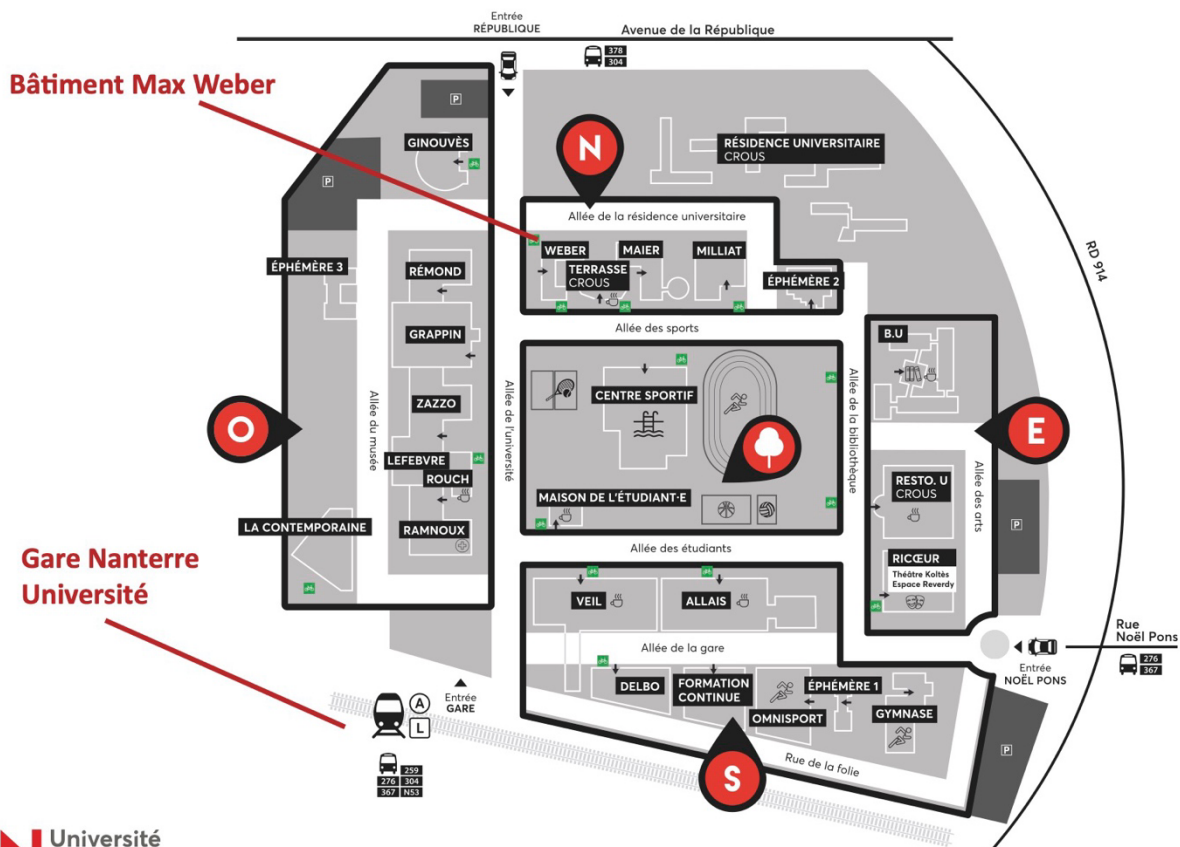 Entrée
RÉPUBLIQUE
Avenue de la République
378
304
Bâtiment Max Weber
P
GINOUVÈS
P
N
RÉSIDENCE UNIVERSITAIRE
CROUS
Allée de la résidence universitaire
WEBER
MAIER
MILLIAT
TERRASSE
CROUS
ÉPHÉMÈRE 2
RD 914
ÉPHÉMÈRE 3
RÉMOND
GRAPPIN
Allée des sports
B.U
ZAZZO
Allée du musée
Allée de l'université
CENTRE SPORTIF
Allée de la bibliothèque
O
E
LEFEBVRE
ROUCH
RAMNOUX
LA CONTEMPORAINE
MAISON DE L'ÉTUDIANT·E
RESTO. U
CROUS
Allée des arts
P
Allée des étudiants
RICŒUR
Théâtre Koltès
Espace Reverdy
Gare Nanterre
Université
VEIL
ALLAIS
Rue
Noël Pons
276
367
Entrée
NOËL PONS
Allée de la gare
Entrée
GARE
DELBO
FORMATION
CONTINUE
ÉPHÉMÈRE 1
OMNISPORT
GYMNASE
A
L
P
S
Rue de la folie
259
276 304
367 N53
Université